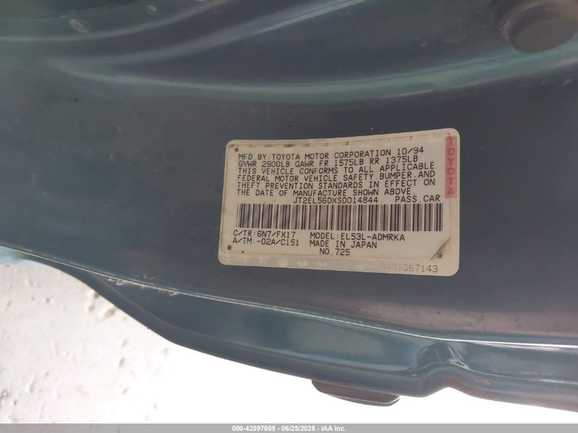 MFD BY TOYOTA MOTOR CORPORATION 10/94
GVWR 2900LB GAWR FR 1575LB RR 1375LB
THIS VEHICLE CONFORMS TO ALL APPLICABLE
FEDERAL MOTOR VEHICLE SAFETY BUMPER, AND
THEFT PREVENTION STANDARDS IN EFFECT ON
THE DATE OF MANUFACTURE SHOWN ABOVE.
JT2EL56DXS0014844 PASS. CAR
C/TR: 6N7/FX17 MODEL: EL53L-ADMRKA
A/TM: -02A/C151 MADE IN JAPAN
NO. 725
TOYOTA
000-42897669 - 06/25/2025 - IAA Inc.